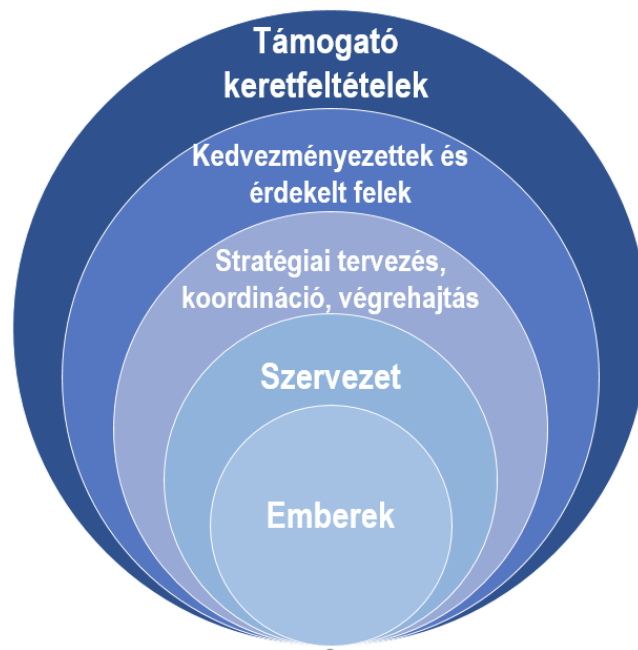 Támogató
keretfeltételek
Kedvezményezettek és
érdekelt felek
Stratégiai tervezés,
koordináció, végrehajtás
Szervezet
Emberek